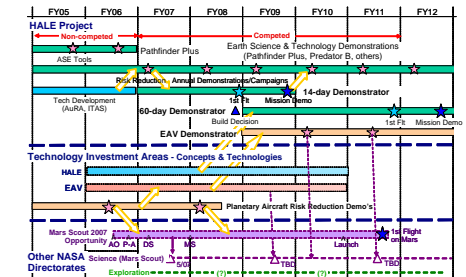 FY05 FY06 FY07 FY08 FY09 FY10 FY11 FY12
HALE Project
Non-competed
Competed
Pathfinder Plus
Earth Science & Technology Demonstrations
(Pathfinder Plus, Predator B, others)
ASE Tools
Risk Reduction
Annual Demonstrations/Campaigns
Tech Development
(AuRA, ITAS)
1st Flt
Mission Demo
14-day Demonstrator
60-day Demonstrator
Build Decision
1st Flt
Mission Demo
EAV Demonstrator
Technology Investment Areas - Concepts & Technologies
HALE
EAV
Planetary Aircraft Risk Reduction Demo's
Mars Scout 2007
Opportunity
AO P-A DS MS
Launch
1st Flight
on Mars
Other NASA
Directorates
Science (Mars Scout)
5/02
TBD
TBD
Exploration
(?)
(?)